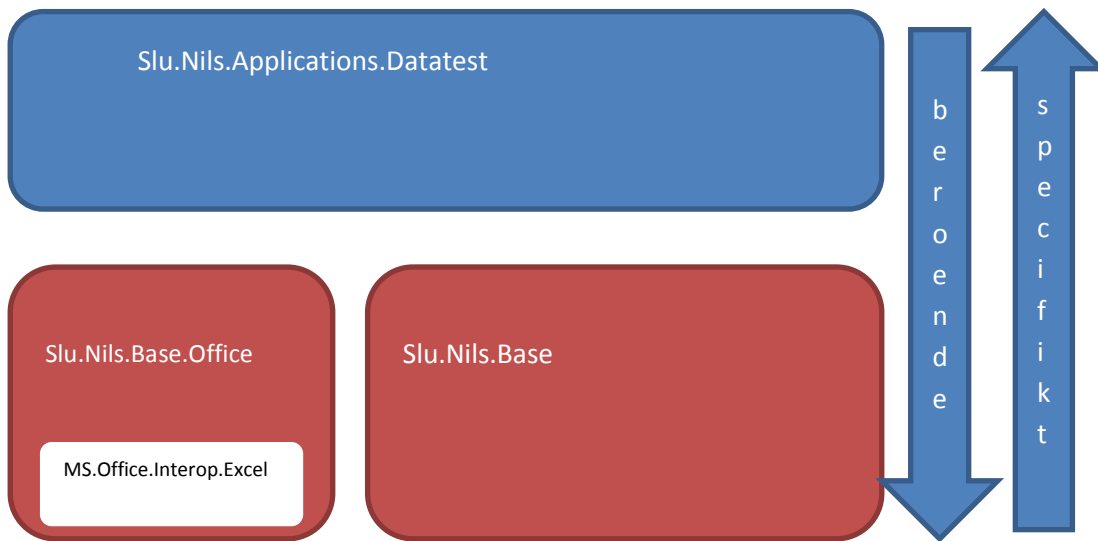 Slu.Nils.Applications.Datatest
Slu.Nils.Base.Office
MS.Office.Interop.Excel
Slu.Nils.Base
beroende
specifikt